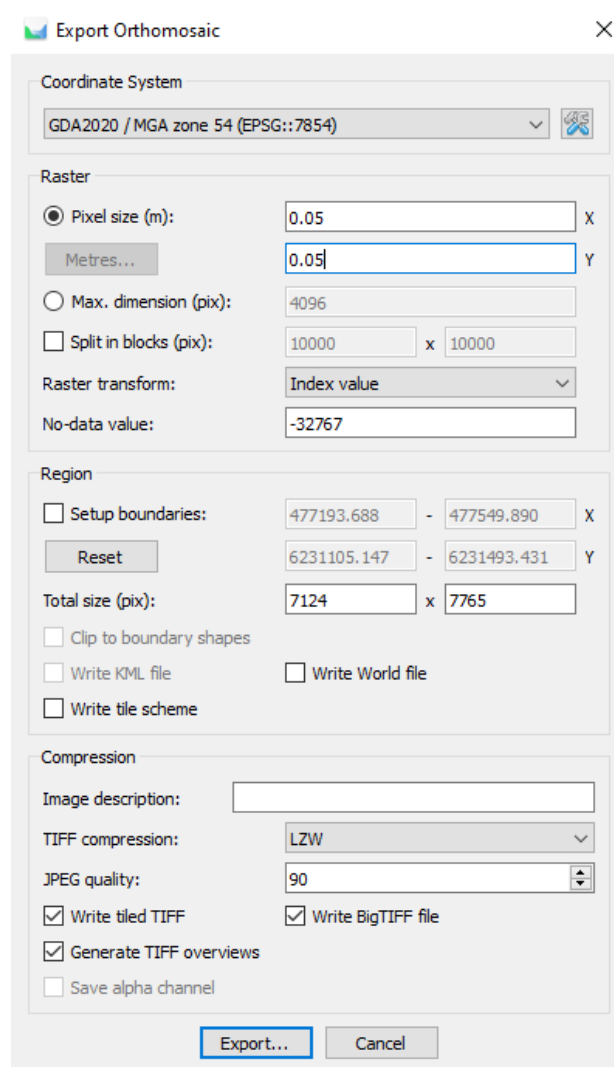 Export Orthomosaic
Coordinate System
GDA2020 / MGA zone 54 (EPSG::7854)
Raster
Pixel size (m): 0.05 X
Metres... 0.05 Y
Max. dimension (pix): 4096
Split in blocks (pix): 10000 x 10000
Raster transform: Index value
No-data value: -32767
Region
Setup boundaries: 477193.688 - 477549.890 X
Reset 6231105.147 - 6231493.431 Y
Total size (pix): 7124 x 7765
Clip to boundary shapes
Write KML file Write World file
Write tile scheme
Compression
Image description:
TIFF compression: LZW
JPEG quality: 90
Write tiled TIFF Write BigTIFF file
Generate TIFF overviews
Save alpha channel
Export... Cancel